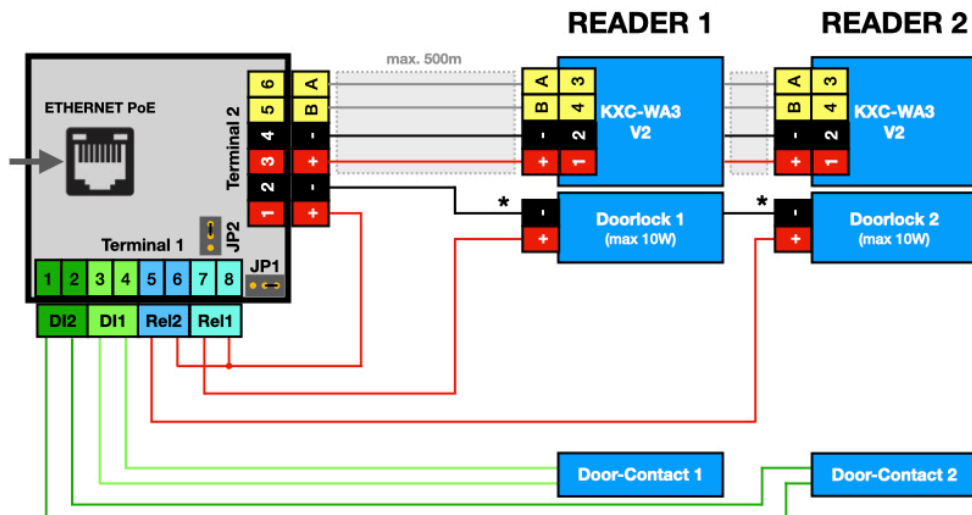 READER 1
READER 2
max. 500m
ETHERNET PoE
Terminal 2
6 A
5 B
4 -
3 +
2 -
1 +
A 3
B 4
- 2
+ 1
KXC-WA3
V2
A 3
B 4
- 2
+ 1
KXC-WA3
V2
* - 
+
Doorlock 1
(max 10W)
* -
+
Doorlock 2
(max 10W)
Terminal 1
JP2
JP1
1 2 3 4 5 6 7 8
DI2 DI1 Rel2 Rel1
Door-Contact 1
Door-Contact 2